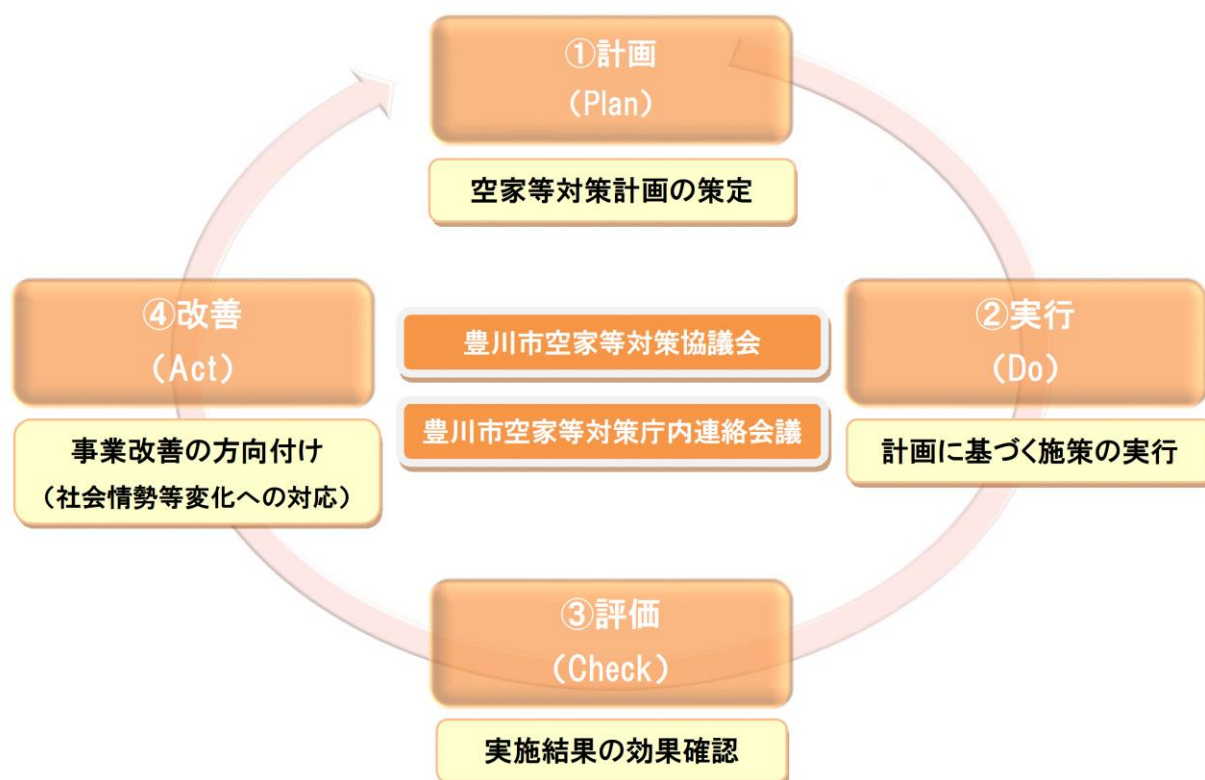 ①計画
（Plan）
空家等対策計画の策定
④改善
（Act）
事業改善の方向付け
（社会情勢等変化への対応）
豊川市空家等対策協議会
豊川市空家等対策庁内連絡会議
②実行
（Do）
計画に基づく施策の実行
③評価
（Check）
実施結果の効果確認